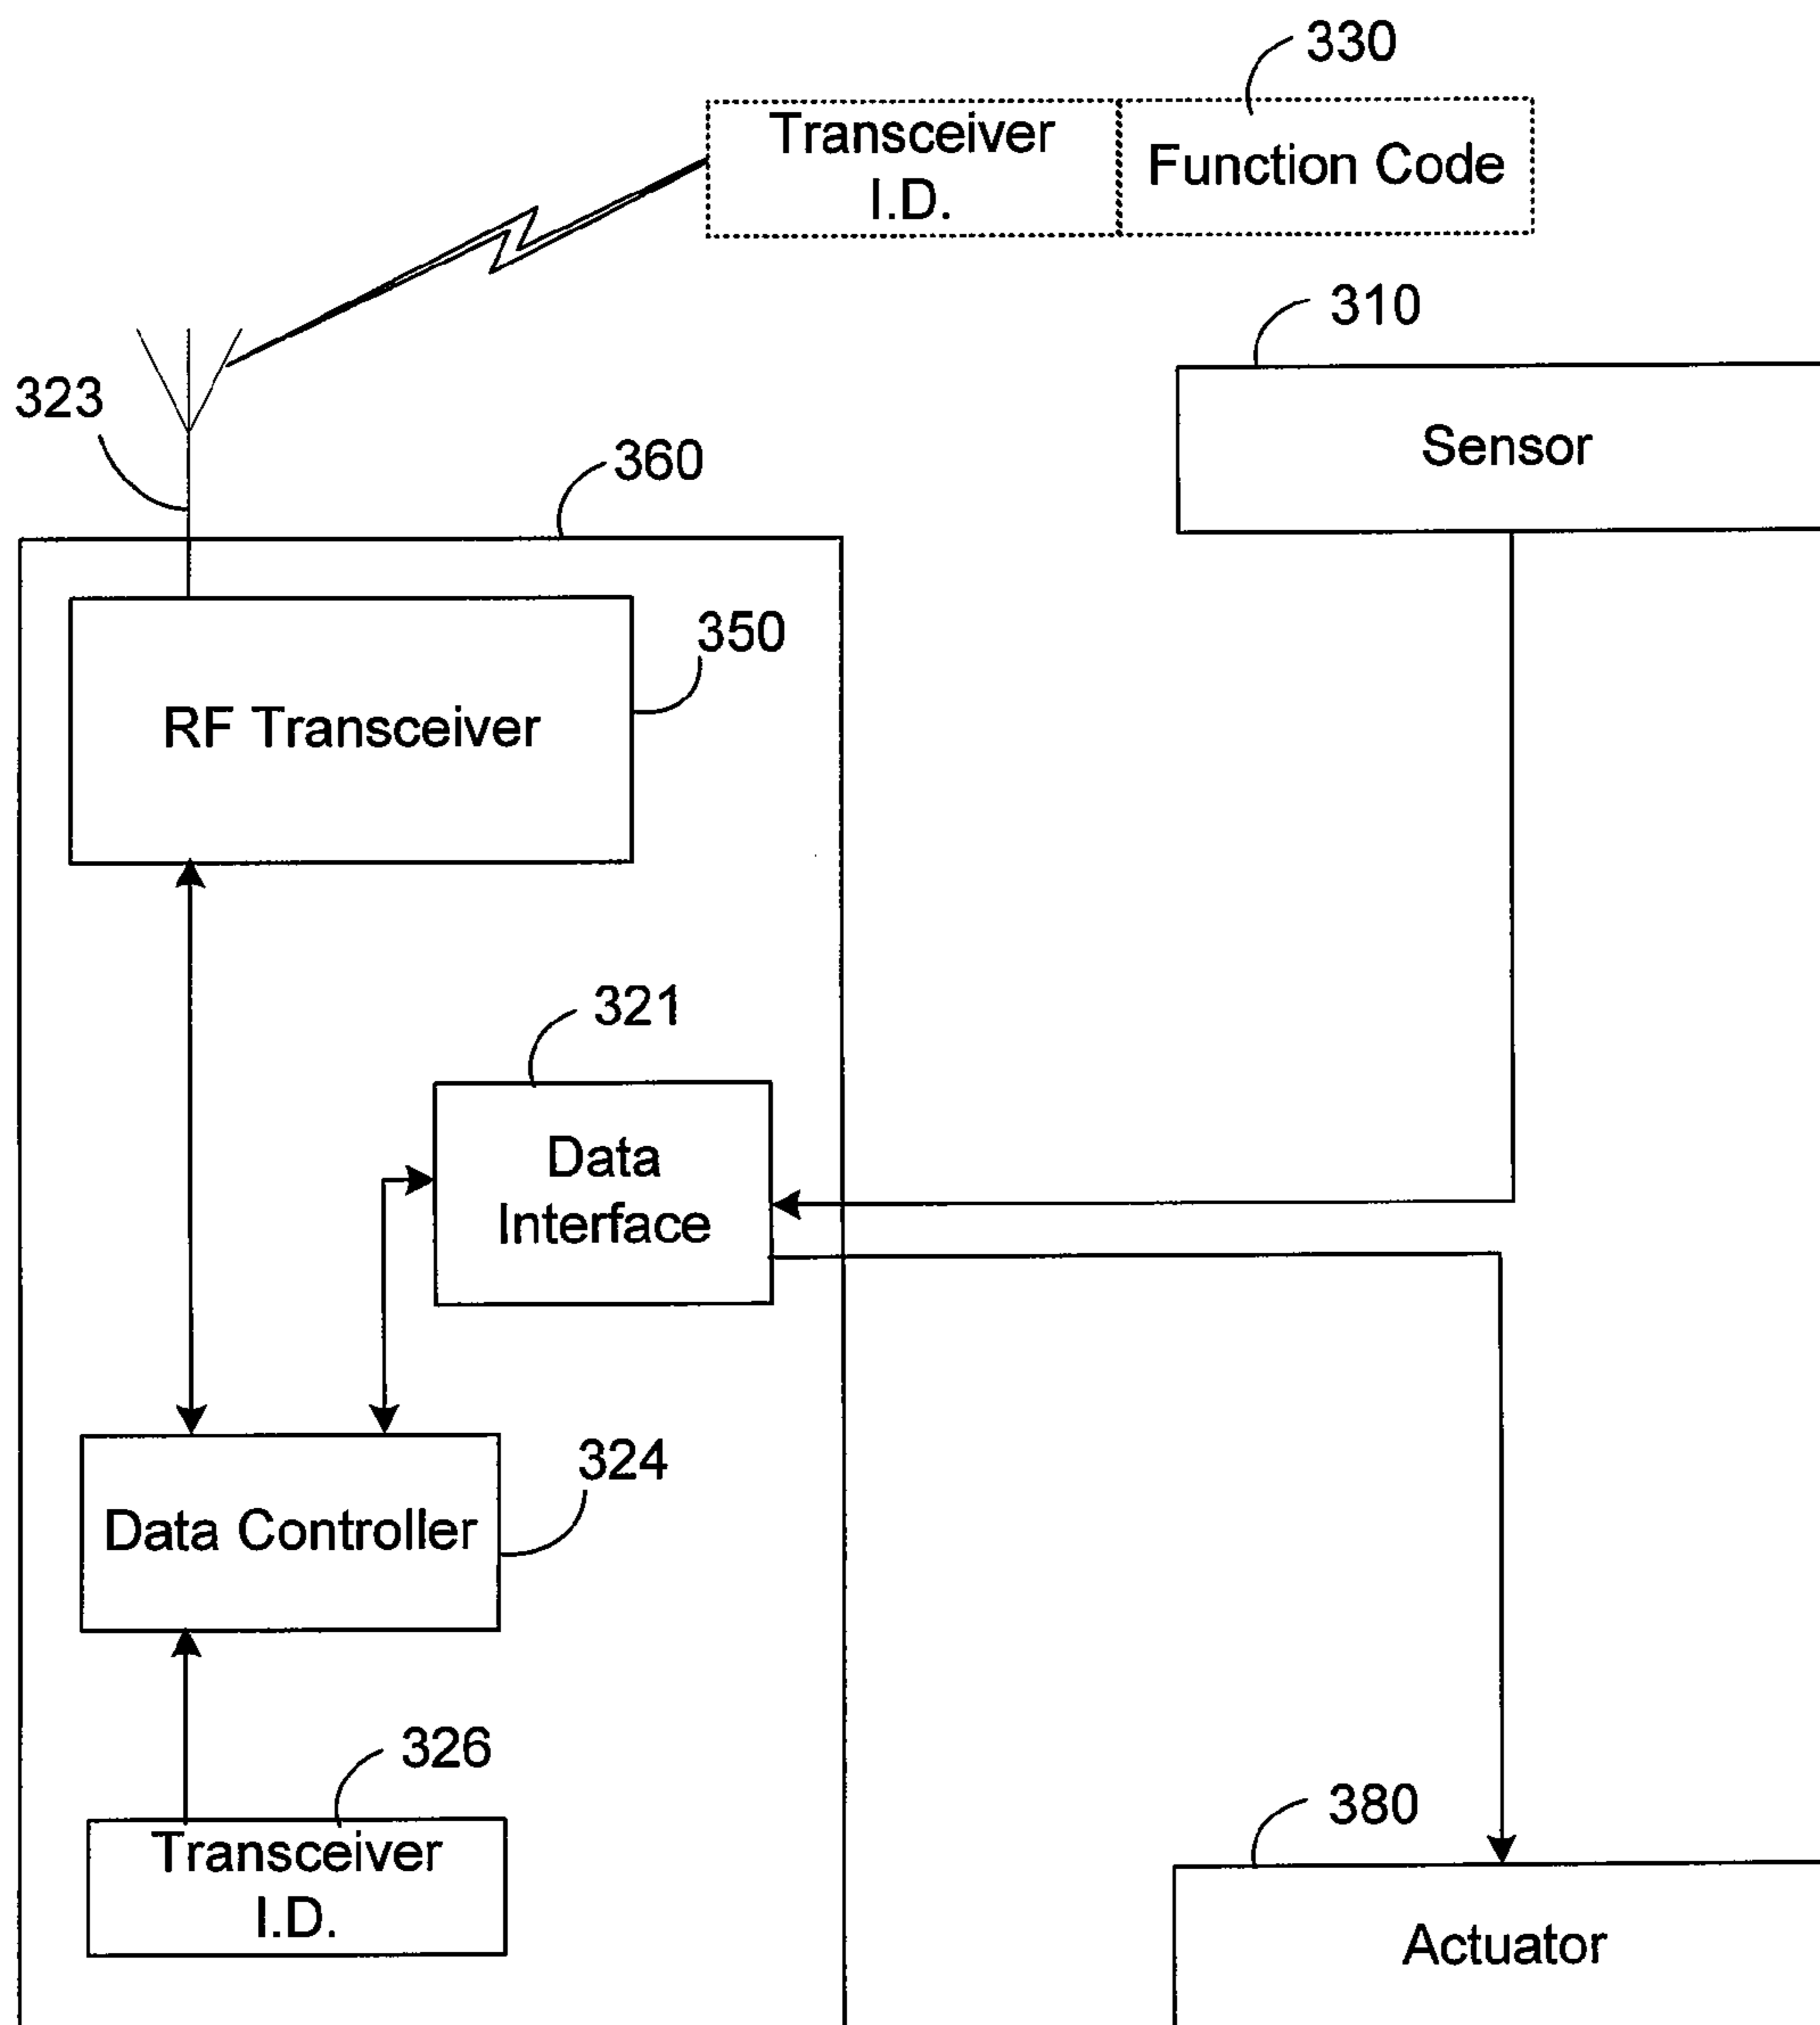 330
Transceiver
I.D.
Function Code
310
323
Sensor
360
350
RF Transceiver
321
Data
Interface
324
Data Controller
326
380
Transceiver
I.D.
Actuator